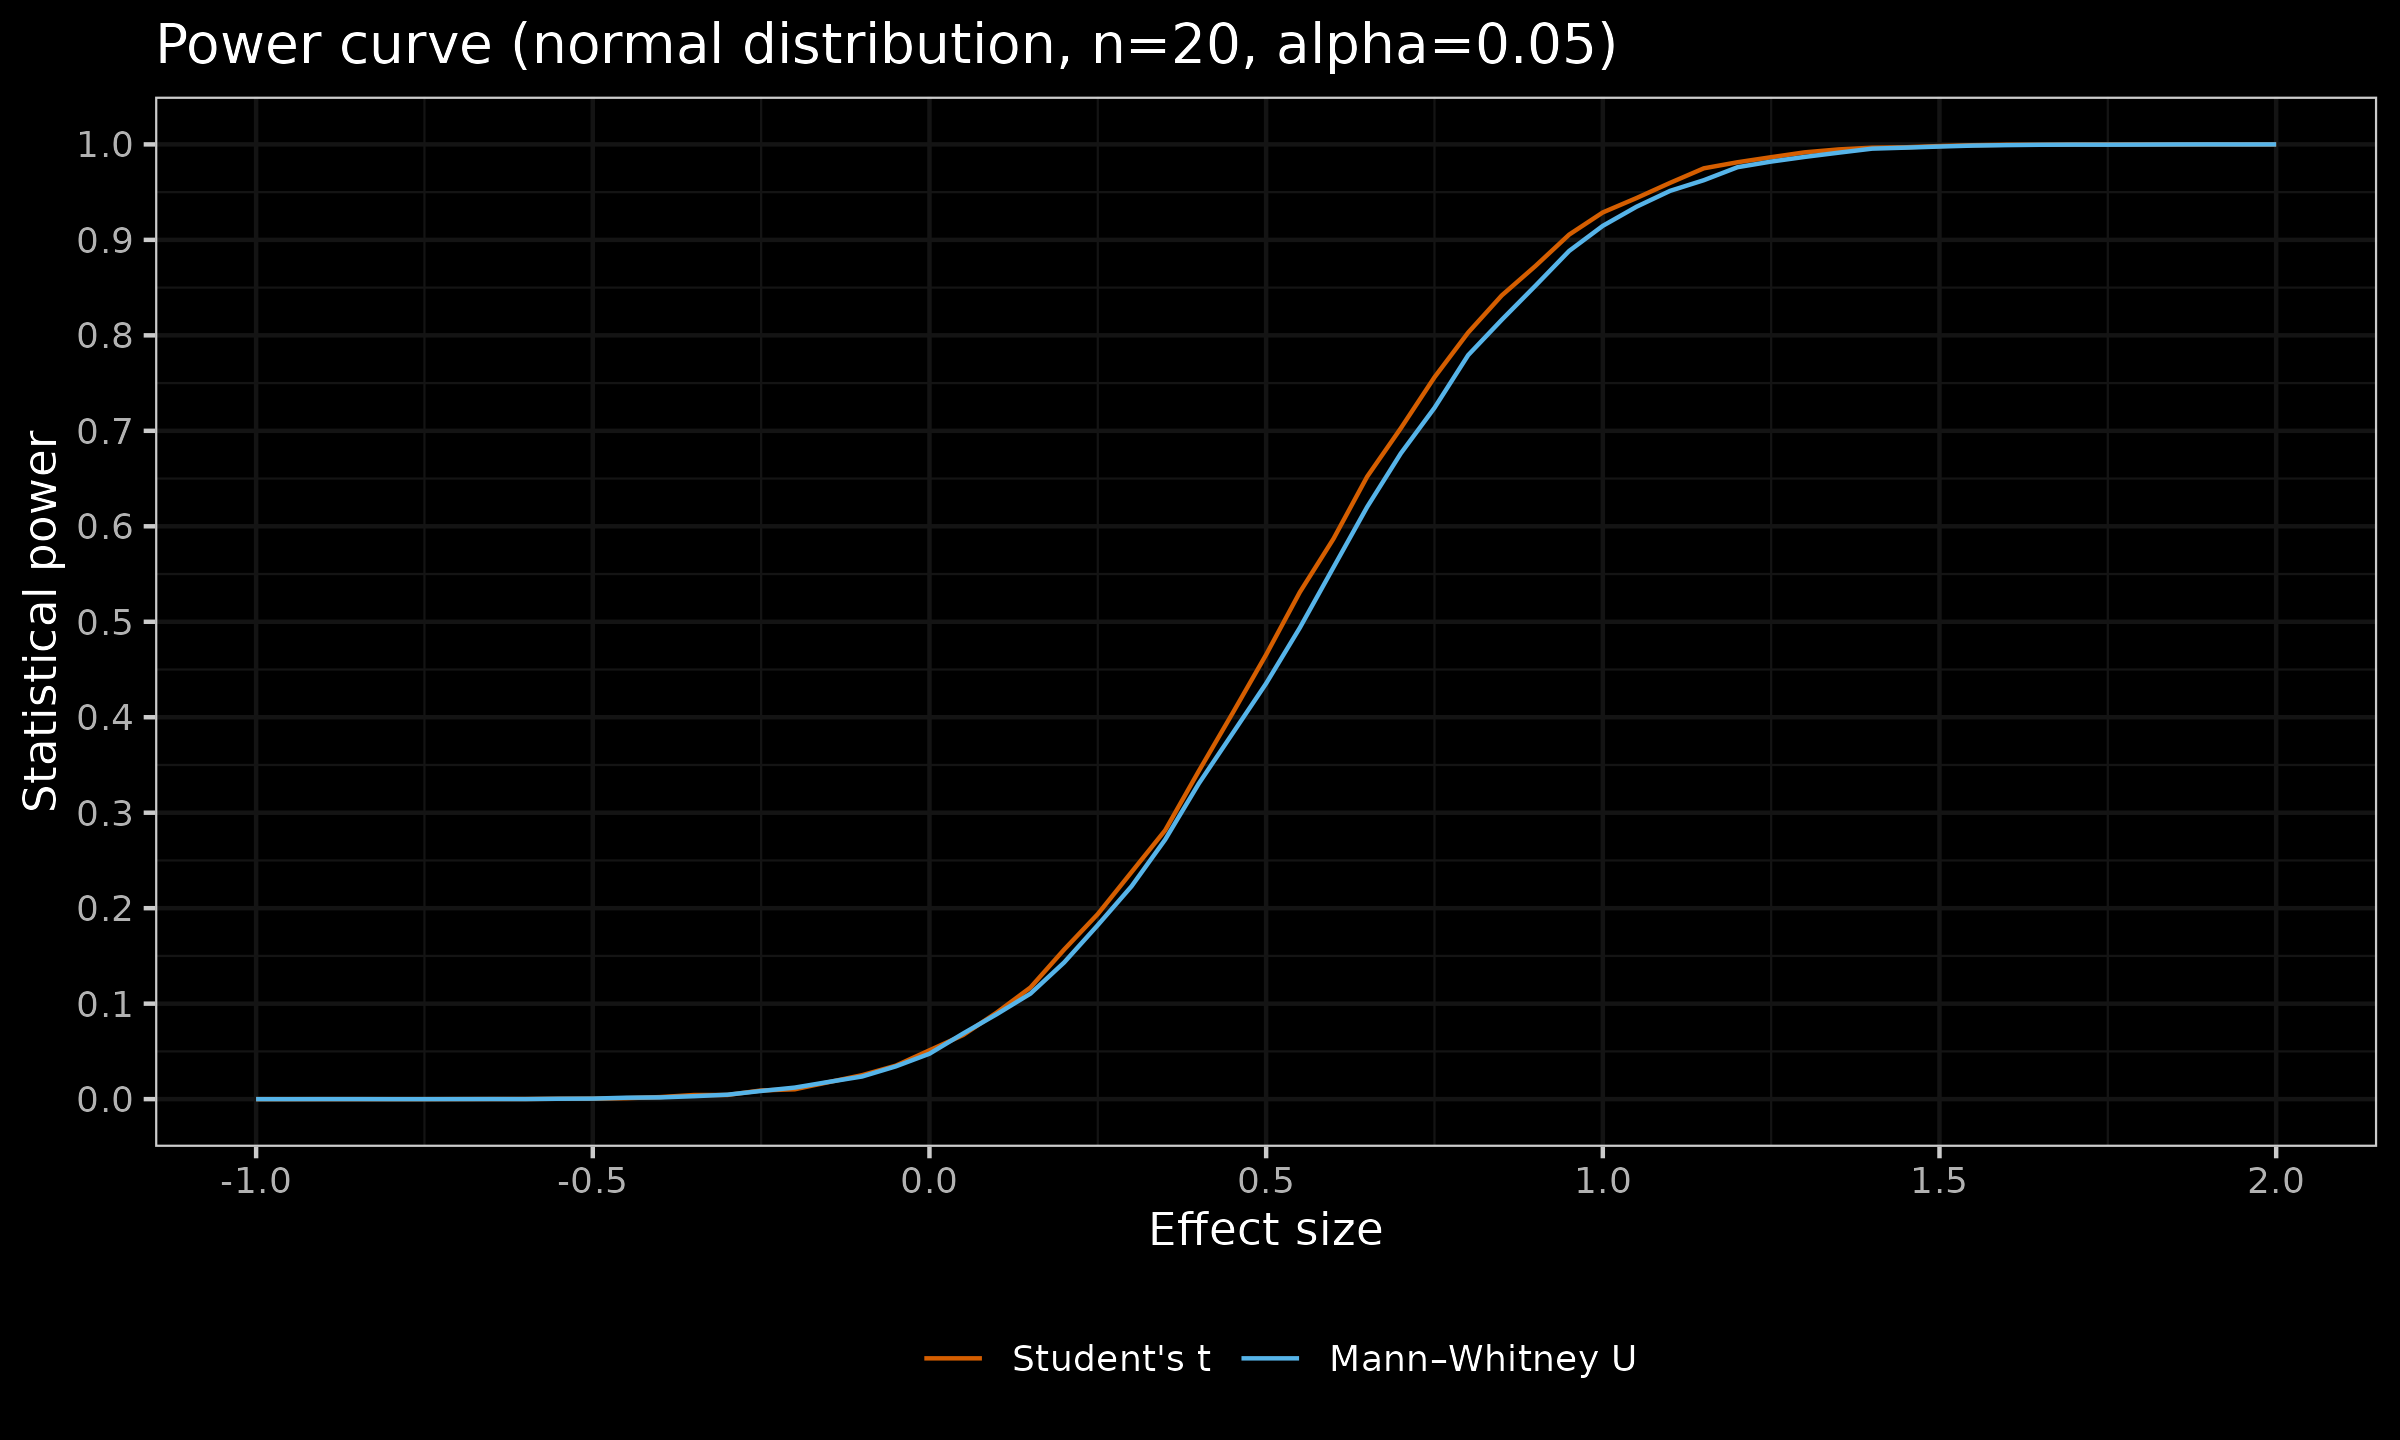 Power curve (normal distribution, n=20, alpha=0.05)
Statistical power
1.0
0.9
0.8
0.7
0.6
0.5
0.4
0.3
0.2
0.1
0.0
-1.0 -0.5 0.0 0.5 1.0 1.5 2.0
Effect size
Student's t Mann–Whitney U